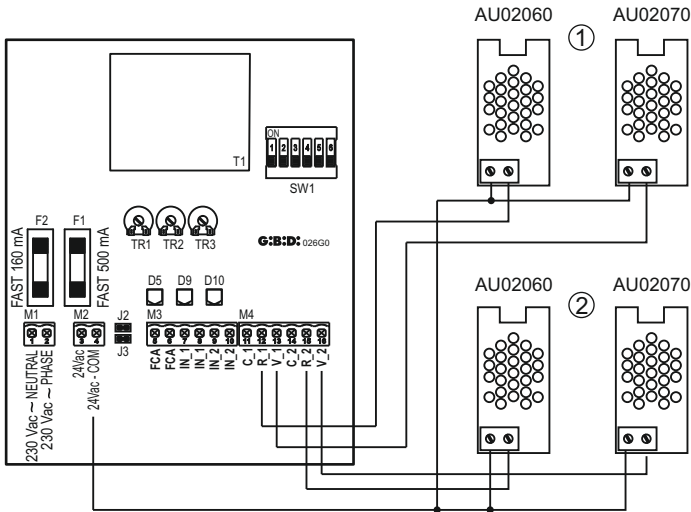 AU02060 AU02070
1
ON
1 2 3 4 5 6
T1
SW1
F2 F1
FAST 160 mA
FAST 500 mA
TR1 TR2 TR3
G:B:D: 026G0
D5 D9 D10
M1 M2 J2 M3 M4
1 2 3 4 5 6 7 8 9 10 11 12 13 14 15 16
J3
230 Vac ~ NEUTRAL
230 Vac ~ PHASE
24Vac
24Vac - COM
FCA
FCA
IN_1
IN_1
IN_2
IN_2
C_1
R_1
V_1
C_2
R_2
V_2
AU02060 AU02070
2